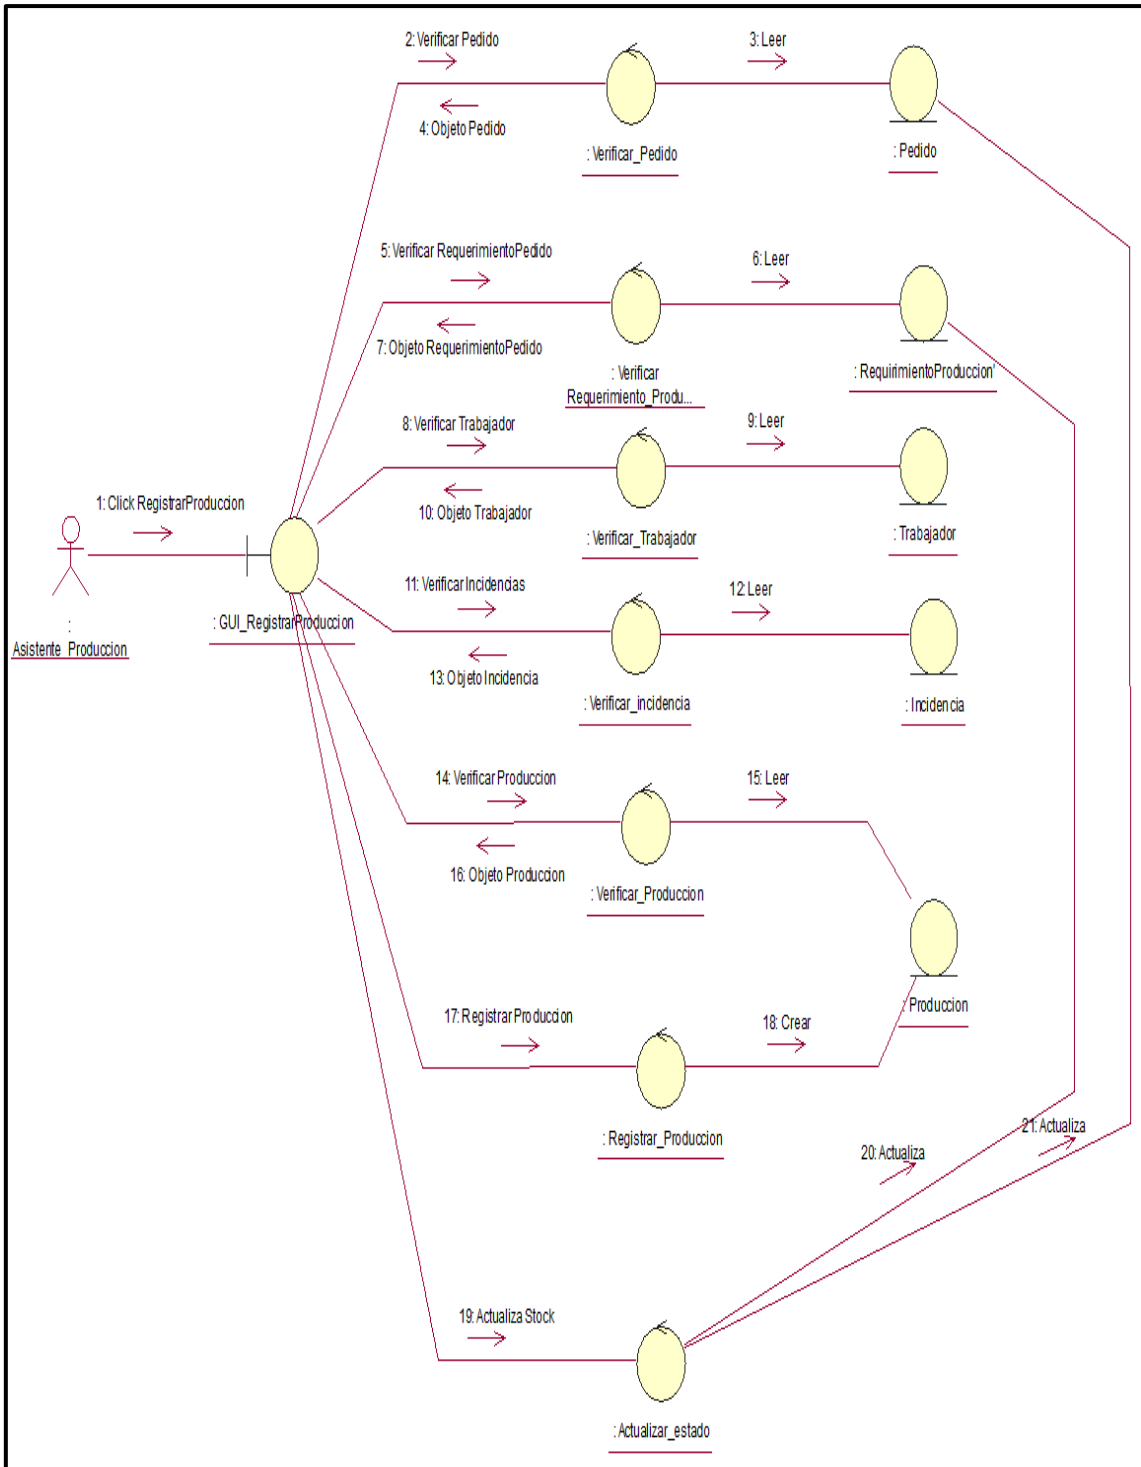 2: Verificar Pedido
3: Leer
4: Objeto Pedido
: Verificar_Pedido
: Pedido
5: Verificar RequerimientoPedido
6: Leer
7: Objeto RequerimientoPedido
: Verificar
Requerimiento_Produ...
: RequirimientoProduccion'
8: Verificar Trabajador
9: Leer
10: Objeto Trabajador
: Verificar_Trabajador
: Trabajador
1: Click RegistrarProduccion
:
Asistente_Produccion
: GUI_RegistrarProduccion
11: Verificar Incidencias
12: Leer
13: Objeto Incidencia
: Verificar_incidencia
: Incidencia
14: Verificar Produccion
15: Leer
16: Objeto Produccion
: Verificar_Produccion
: Produccion
17: Registrar Produccion
18: Crear
: Registrar_Produccion
20: Actualiza
21: Actualiza
19: Actualiza Stock
: Actualizar_estado